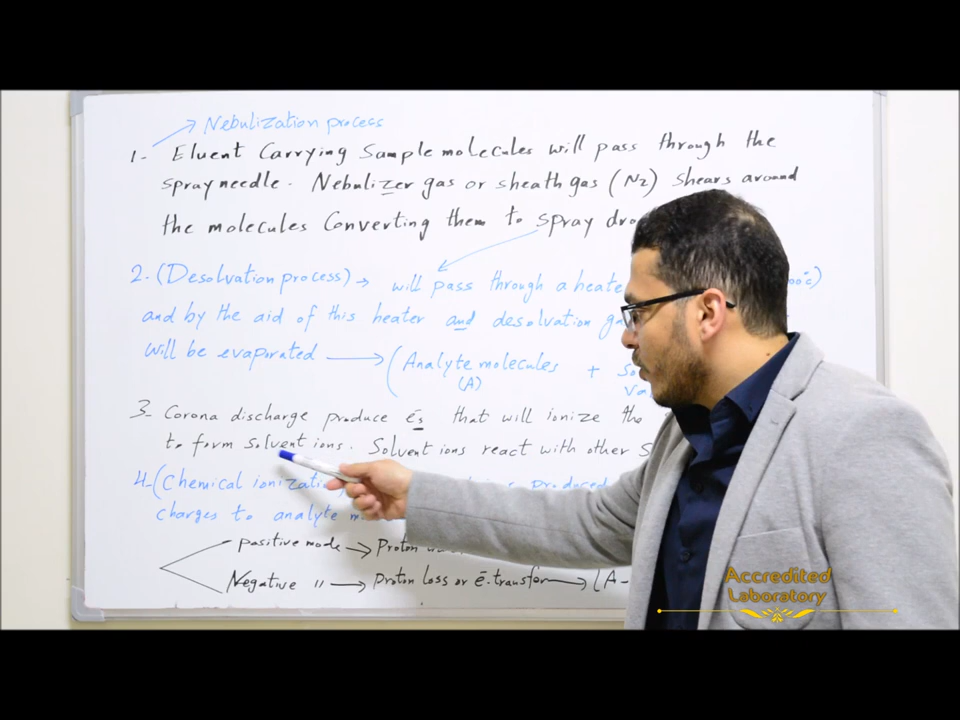 Nebulization process
1- Eluent Carrying Sample molecules will pass through the
spray needle. Nebulizer gas or sheath gas (N2) shears around
the molecules Converting them to spray
2-(Desolvation process) → will pass through a
and by the aid of this heater and desolvation
will be evaporated → (Analyte molecules +
(A)
3- Corona discharge produce ēs that will ionize the
to form solvent ions. Solvent ions react with other
4-(Chemical
charges to analyte
positive mode → Proton
Negative " → Proton loss or ē-transfer → (A-
Accredited
Laboratory